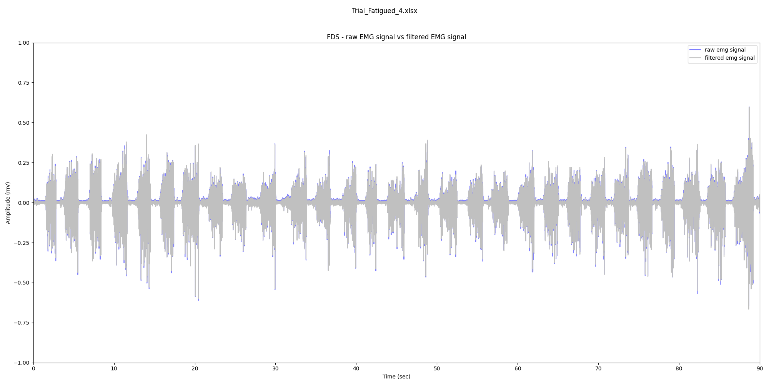 Trial_Fatigued_4.xlsx
FDS - raw EMG signal vs filtered EMG signal
raw emg signal
filtered emg signal
Amplitude (mV)
1.00
0.75
0.50
0.25
0.00
−0.25
−0.50
−0.75
−1.00
0 10 20 30 40 50 60 70 80 90
Time (sec)